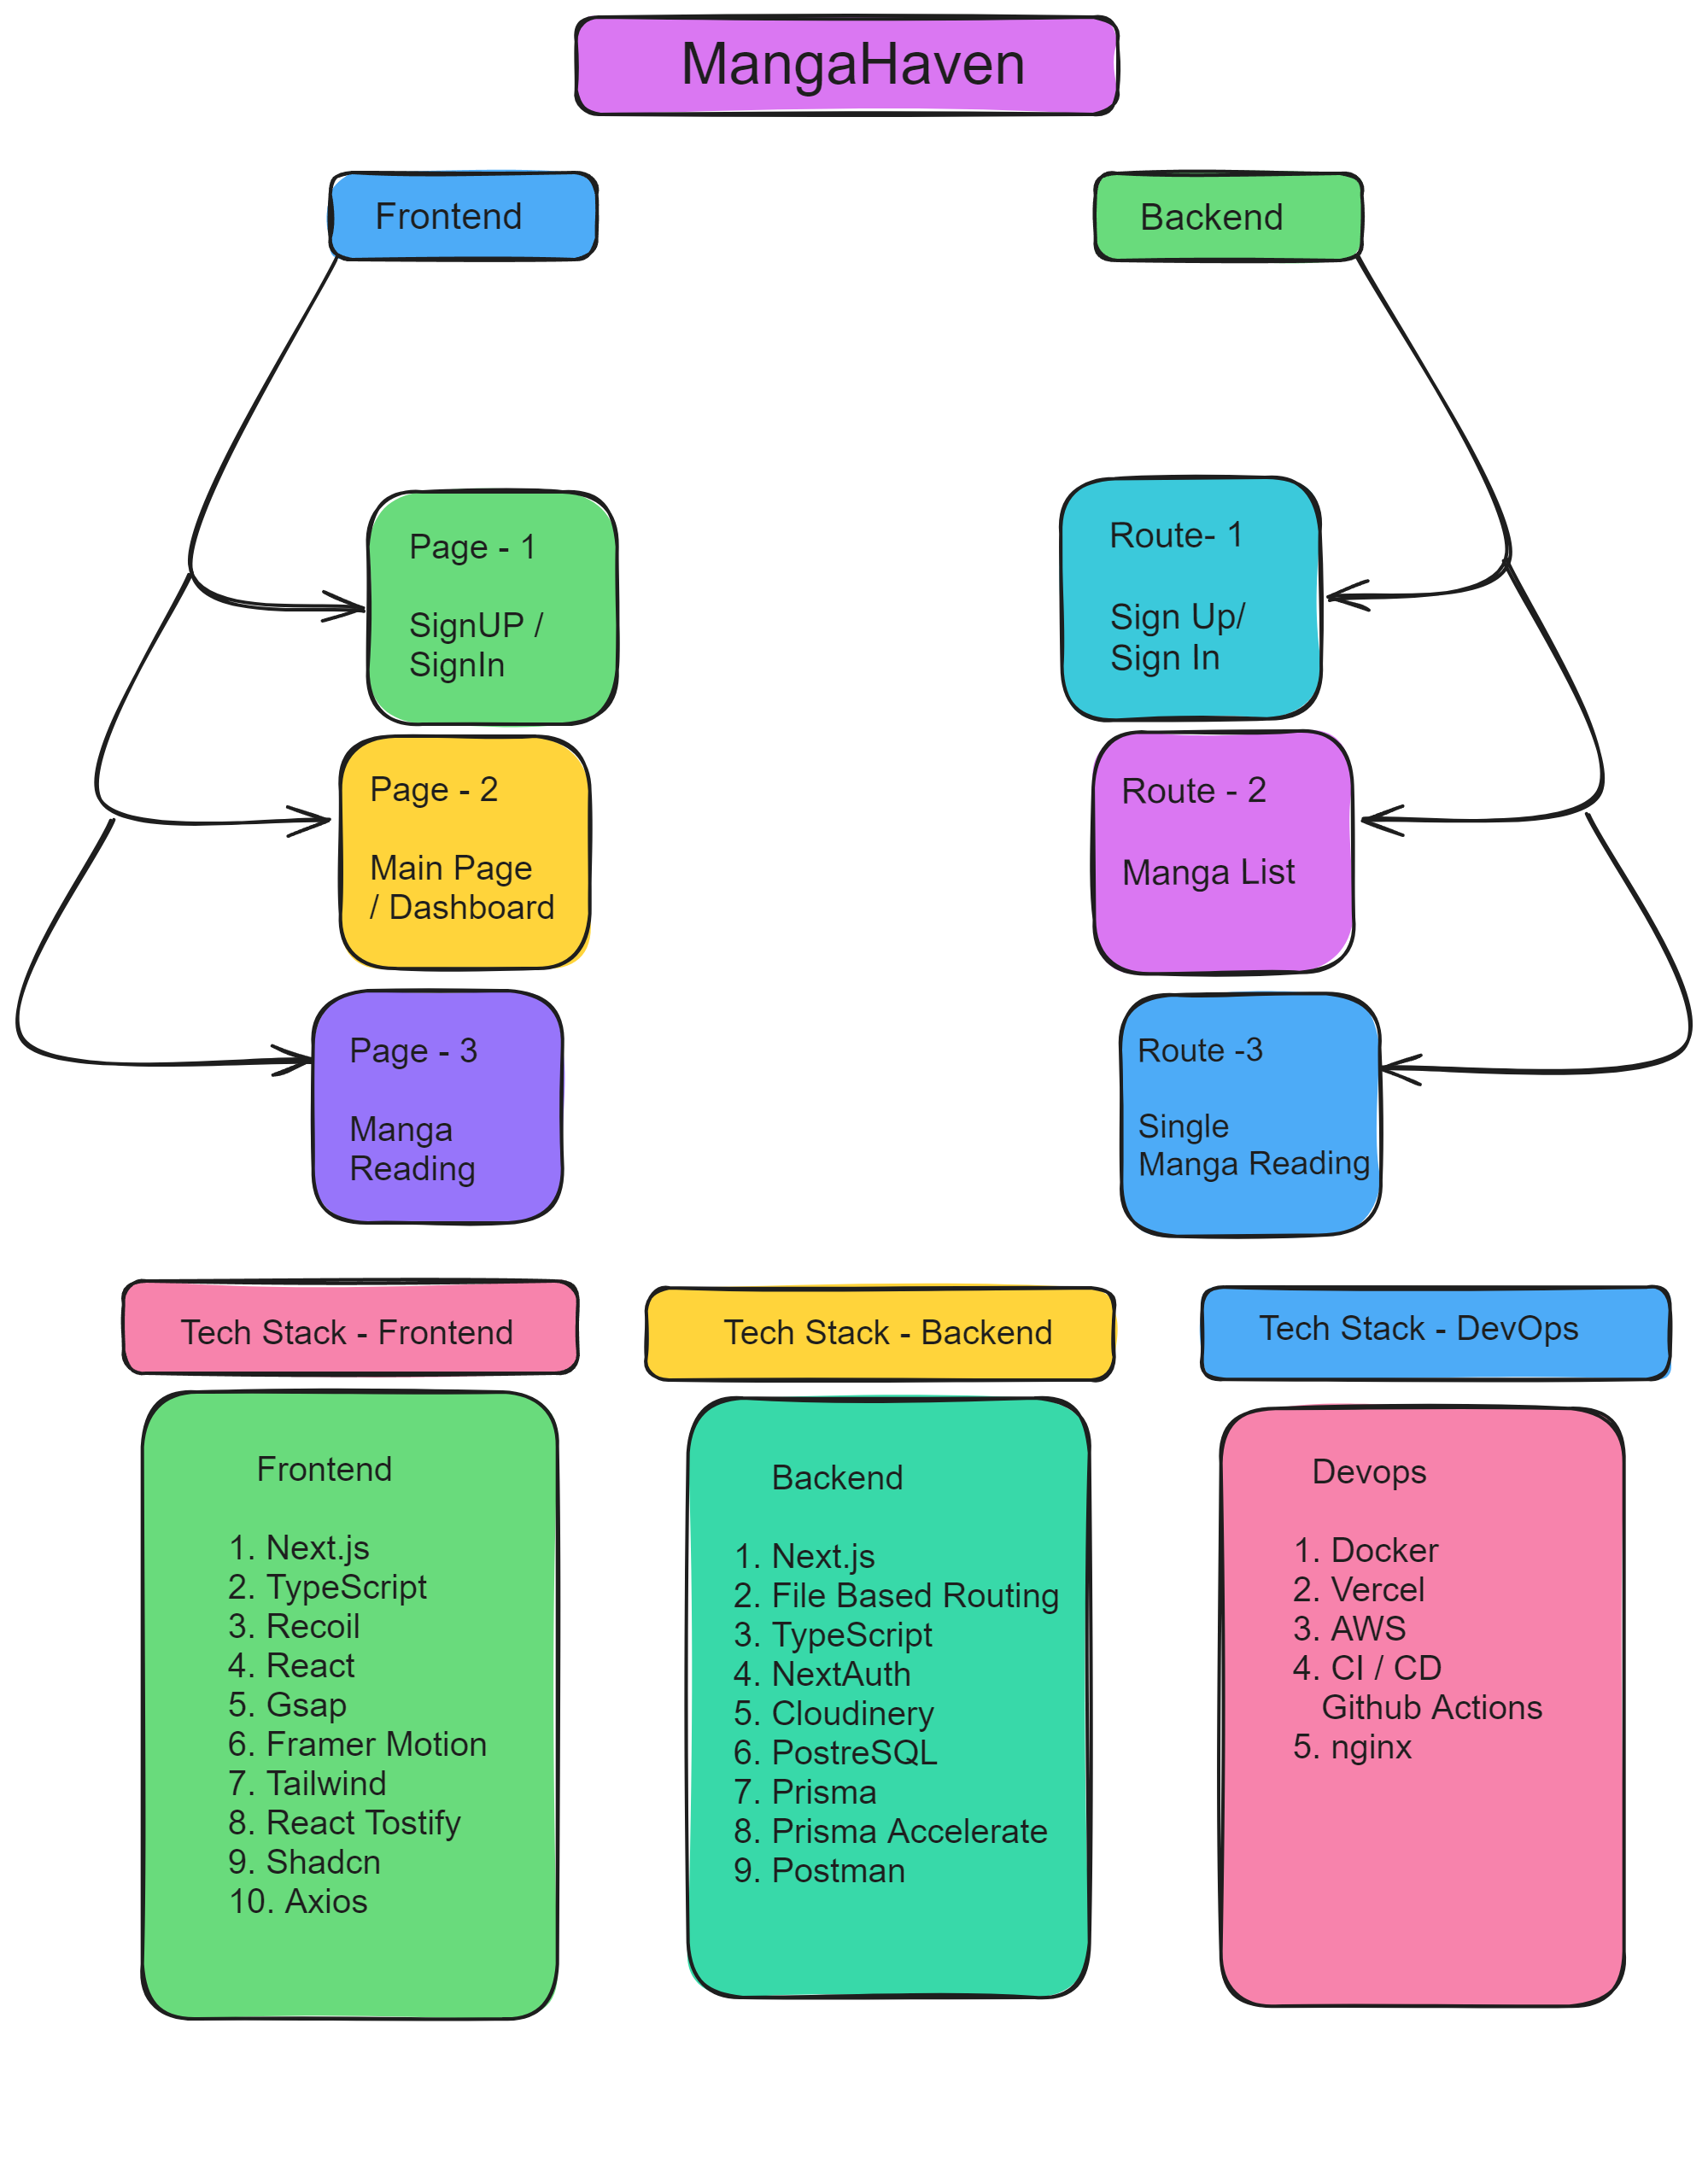 MangaHaven
Frontend
Backend
Page - 1
SignUP /
SignIn
Page - 2
Main Page
/ Dashboard
Page - 3
Manga
Reading
Route- 1
Sign Up/
Sign In
Route - 2
Manga List
Route -3
Single
Manga Reading
Tech Stack - Frontend
Frontend
1. Next.js
2. TypeScript
3. Recoil
4. React
5. Gsap
6. Framer Motion
7. Tailwind
8. React Tostify
9. Shadcn
10. Axios
Tech Stack - Backend
Backend
1. Next.js
2. File Based Routing
3. TypeScript
4. NextAuth
5. Cloudinery
6. PostreSQL
7. Prisma
8. Prisma Accelerate
9. Postman
Tech Stack - DevOps
Devops
1. Docker
2. Vercel
3. AWS
4. CI / CD
Github Actions
5. nginx